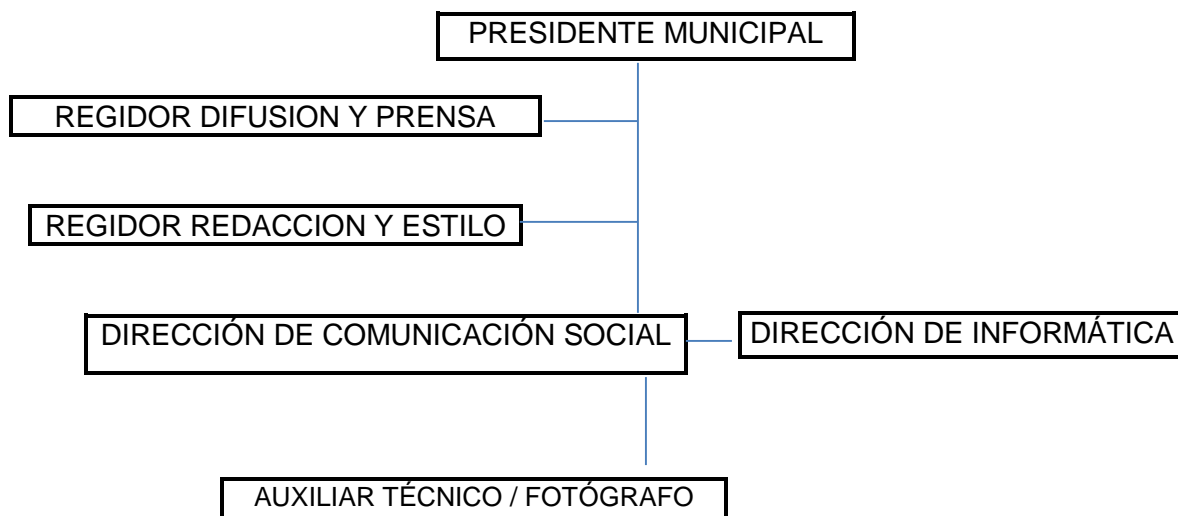 PRESIDENTE MUNICIPAL
REGIDOR DIFUSION Y PRENSA
REGIDOR REDACCION Y ESTILO
DIRECCIÓN DE COMUNICACIÓN SOCIAL
DIRECCIÓN DE INFORMÁTICA
AUXILIAR TÉCNICO / FOTÓGRAFO